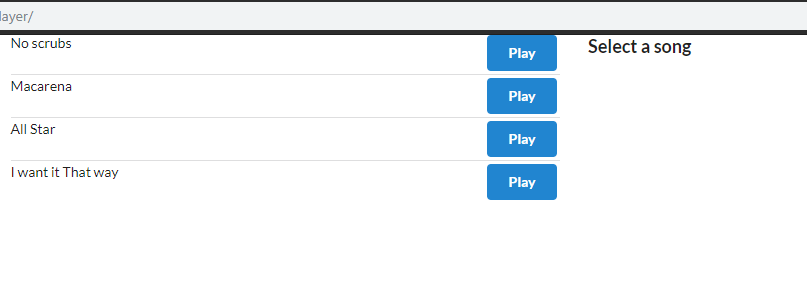 layer/
No scrubs
Play
Select a song
Macarena
Play
All Star
Play
I want it That way
Play